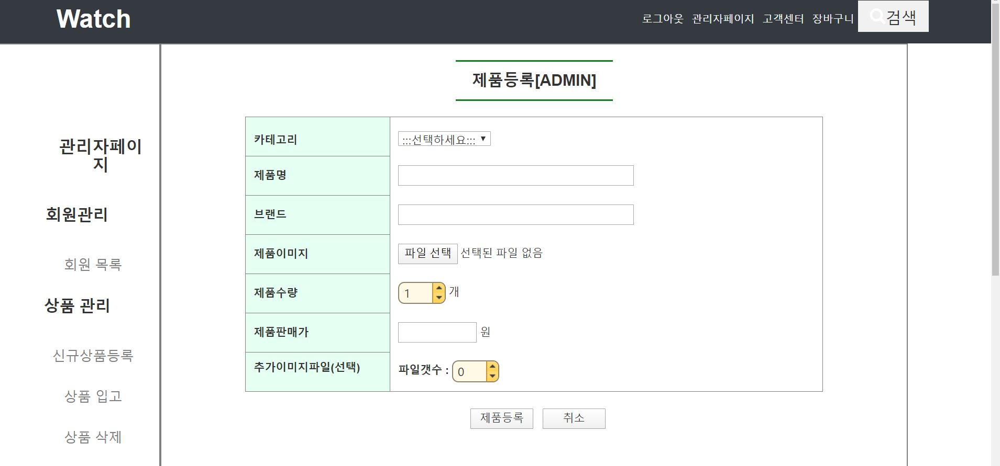 Watch
로그아웃 관리자페이지 고객센터 장바구니 검색
관리자페이
지
회원관리
회원 목록
상품 관리
신규상품등록
상품 입고
상품 삭제
제품등록[ADMIN]
카테고리 :::선택하세요:::
제품명
브랜드
제품이미지 파일 선택 선택된 파일 없음
제품수량 1 개
제품판매가 원
추가이미지파일(선택) 파일갯수 : 0
제품등록 취소